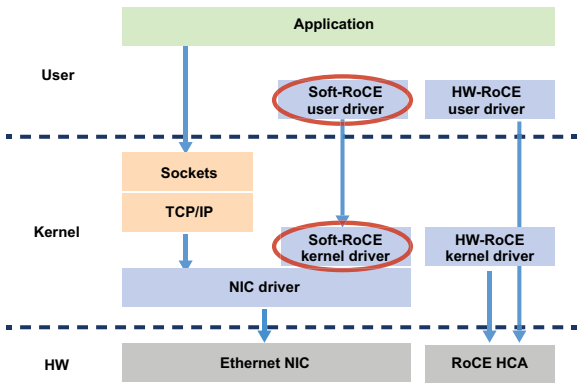 Application
User
Soft-RoCE
user driver
HW-RoCE
user driver
Sockets
TCP/IP
Kernel
Soft-RoCE
kernel driver
HW-RoCE
kernel driver
NIC driver
HW
Ethernet NIC
RoCE HCA